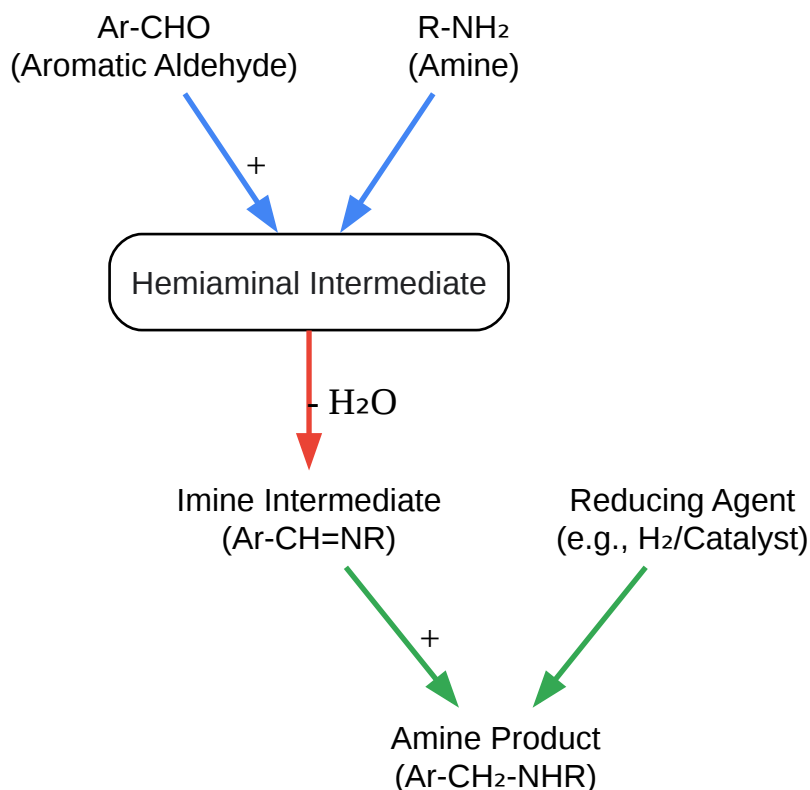 Ar-CHO
(Aromatic Aldehyde)
R-NH₂
(Amine)
+
Hemiaminal Intermediate
- H₂O
Imine Intermediate
(Ar-CH=NR)
Reducing Agent
(e.g., H₂/Catalyst)
+
Amine Product
(Ar-CH₂-NHR)